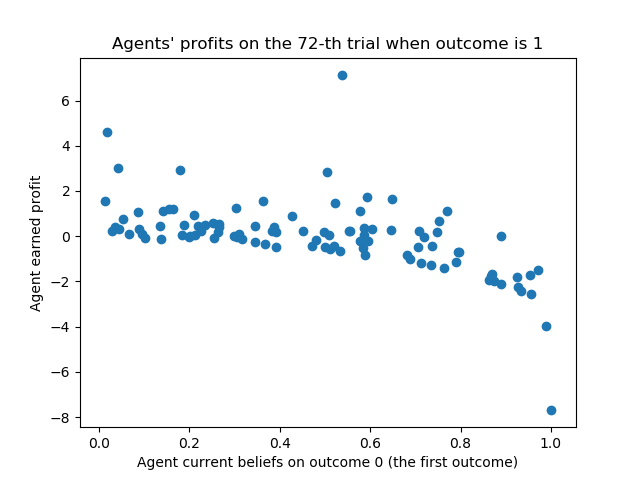 Agents' profits on the 72-th trial when outcome is 1
Agent earned profit
6
4
2
0
−2
−4
−6
−8
0.0 0.2 0.4 0.6 0.8 1.0
Agent current beliefs on outcome 0 (the first outcome)